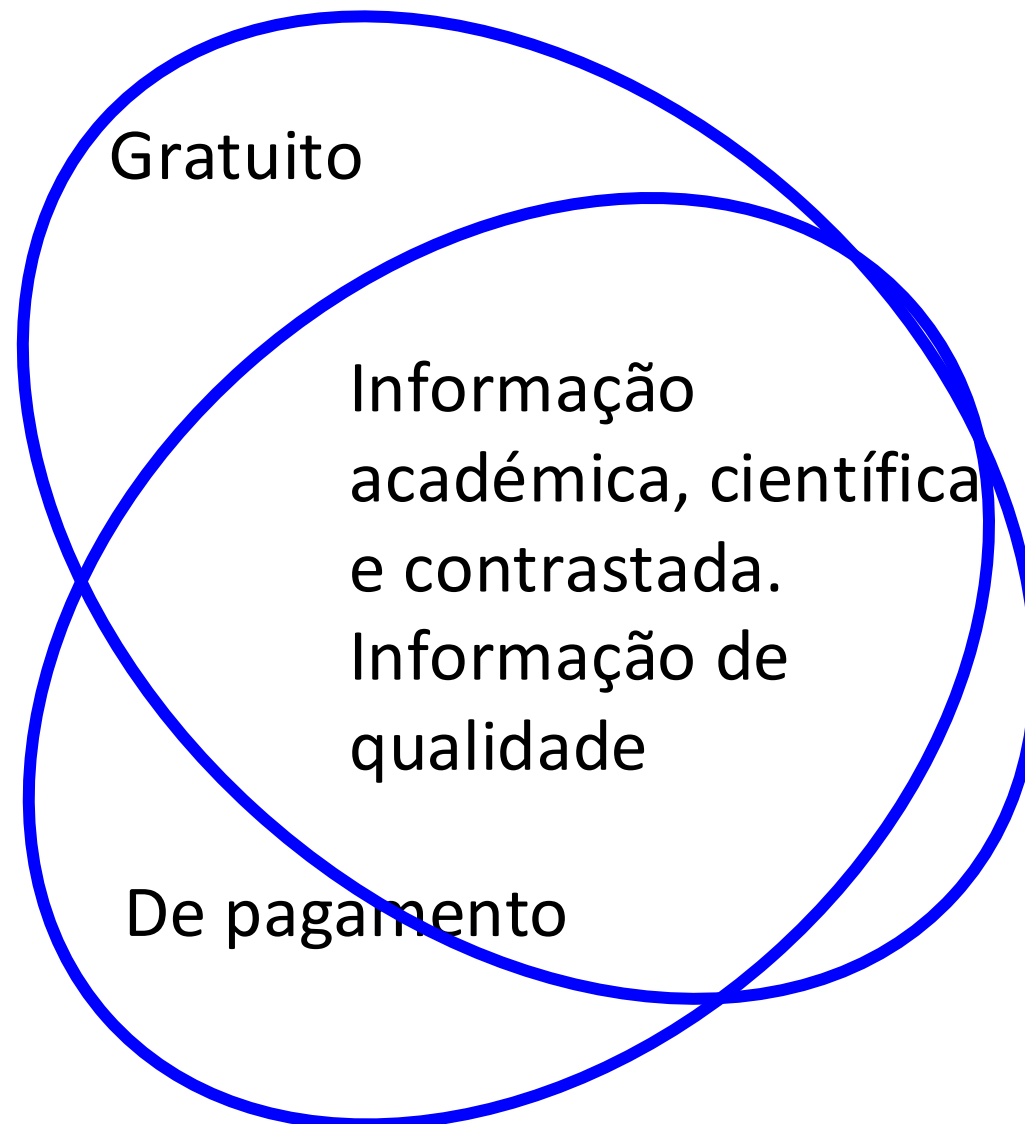 Gratuito
Informação
académica, científica
e contrastada.
Informação de
qualidade
De pagamento